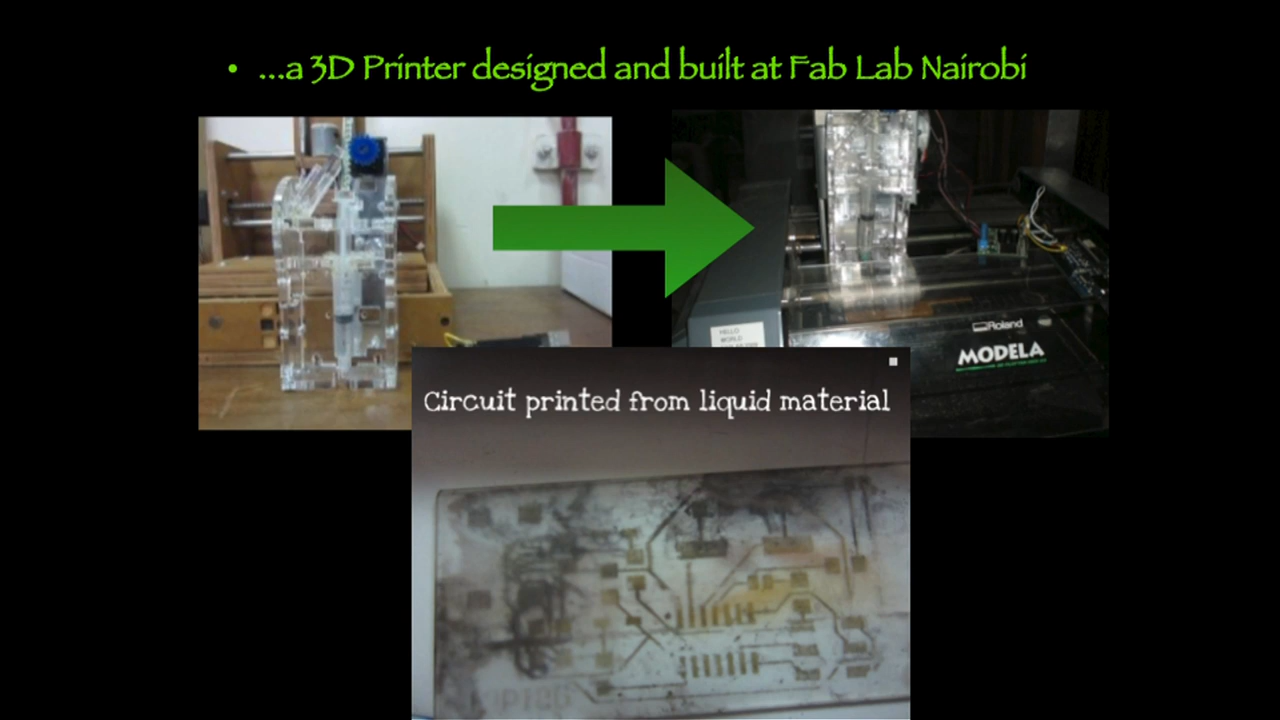 • ...a 3D Printer designed and built at Fab Lab Nairobi
HELLO
WORLD
Roland
MODELA
Circuit printed from liquid material